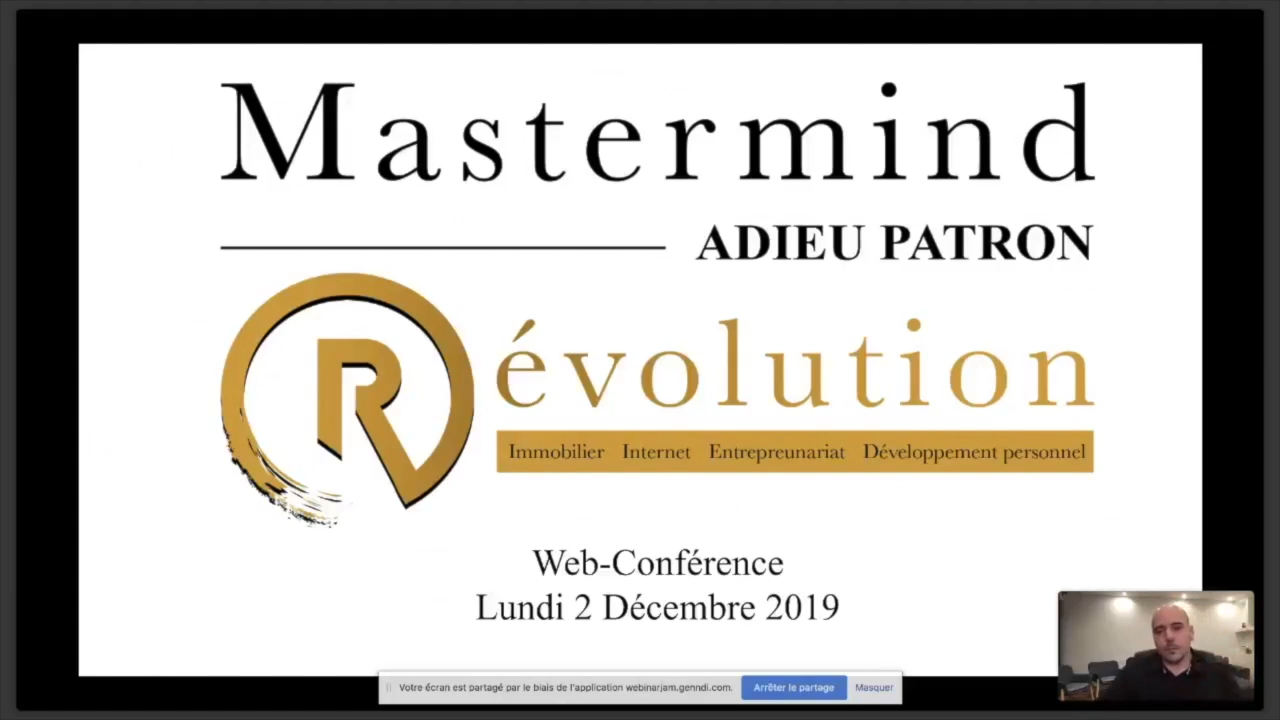 Mastermind
ADIEU PATRON
Révolution
Immobilier Internet Entrepreunariat Développement personnel
Web-Conférence
Lundi 2 Décembre 2019
Votre écran est partagé par le biais de l'application webinarjam.genndi.com. Arrêter le partage Masquer